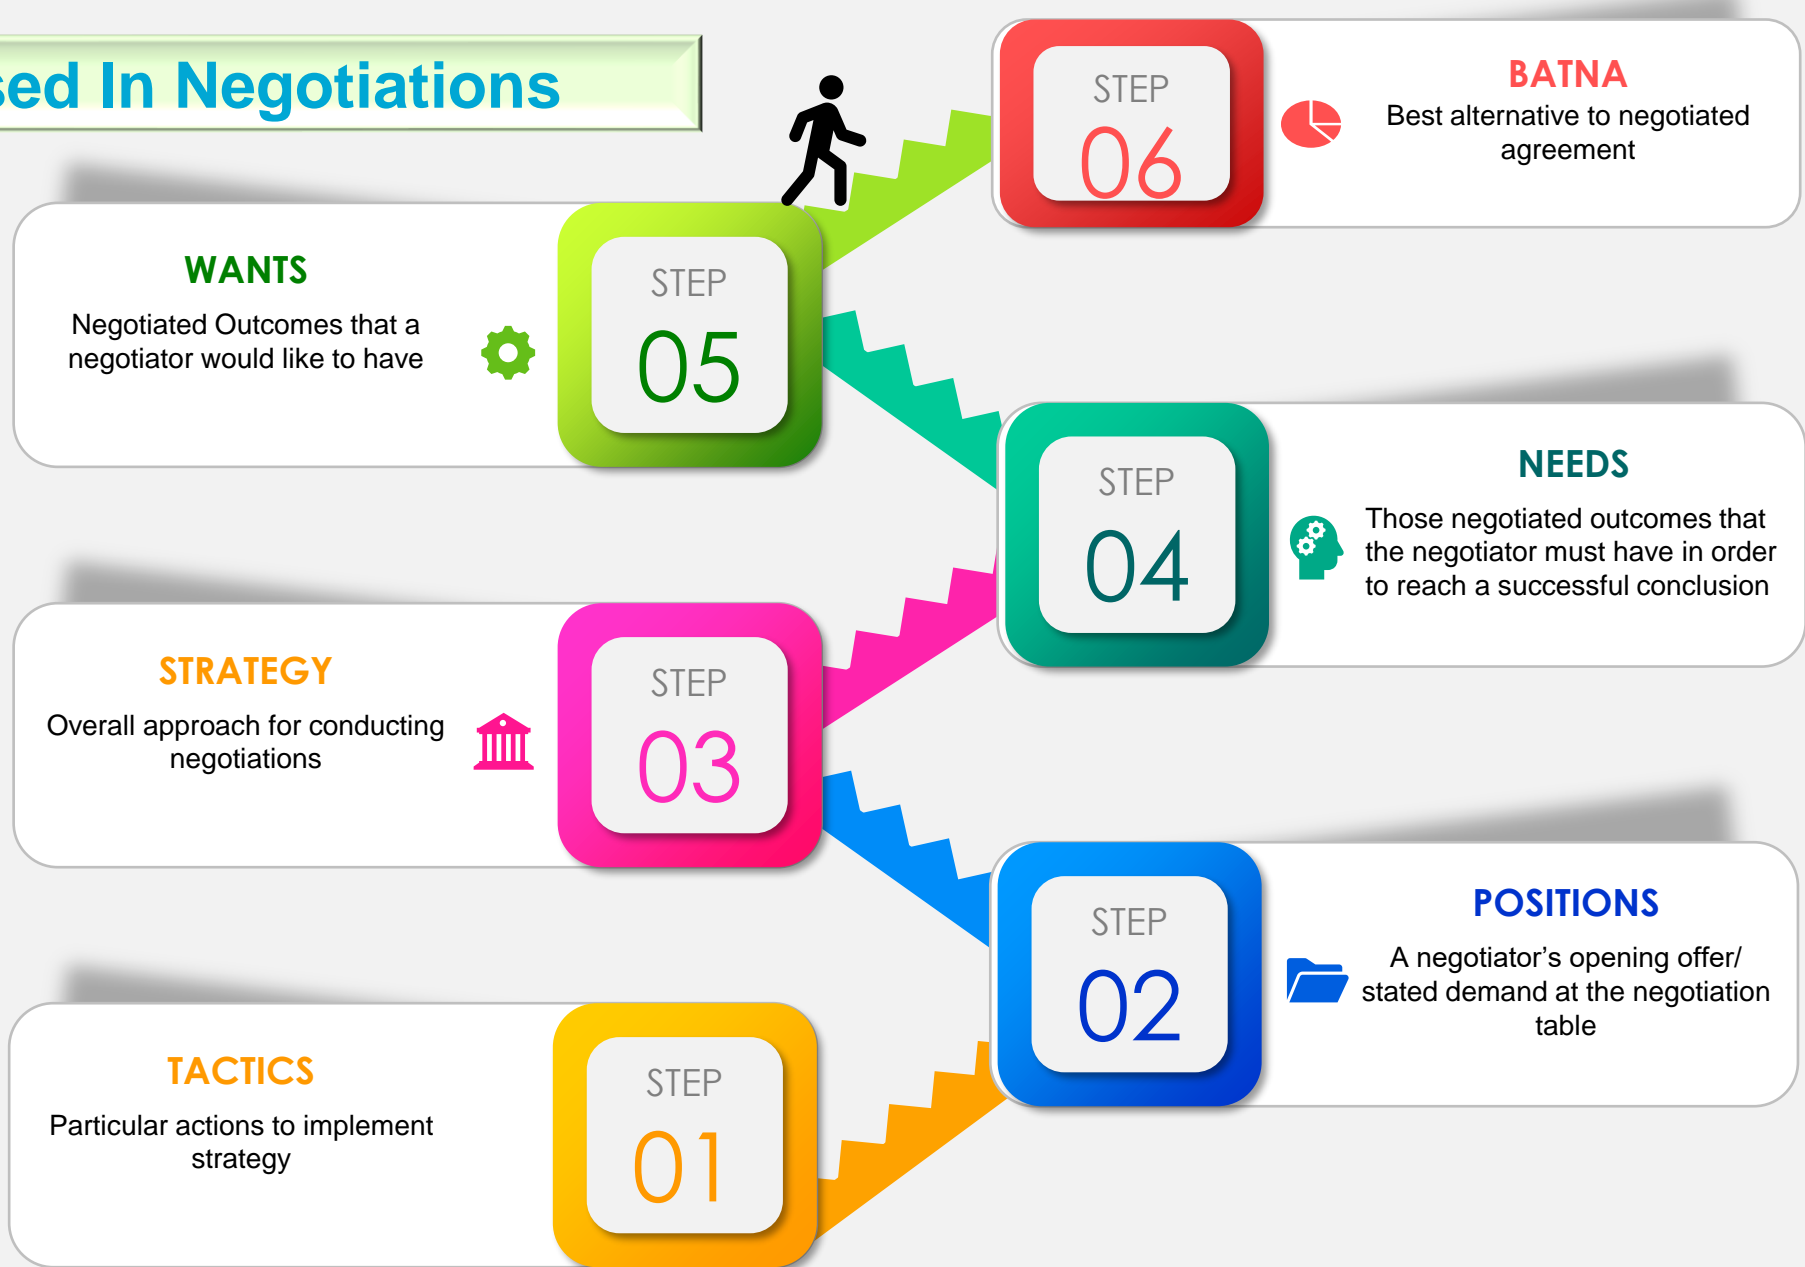 sed In Negotiations
STEP
06
BATNA
Best alternative to negotiated
agreement
WANTS
Negotiated Outcomes that a
negotiator would like to have
STEP
05
STEP
04
NEEDS
Those negotiated outcomes that
the negotiator must have in order
to reach a successful conclusion
STRATEGY
Overall approach for conducting
negotiations
STEP
03
STEP
02
POSITIONS
A negotiator’s opening offer/
stated demand at the negotiation
table
TACTICS
Particular actions to implement
strategy
STEP
01